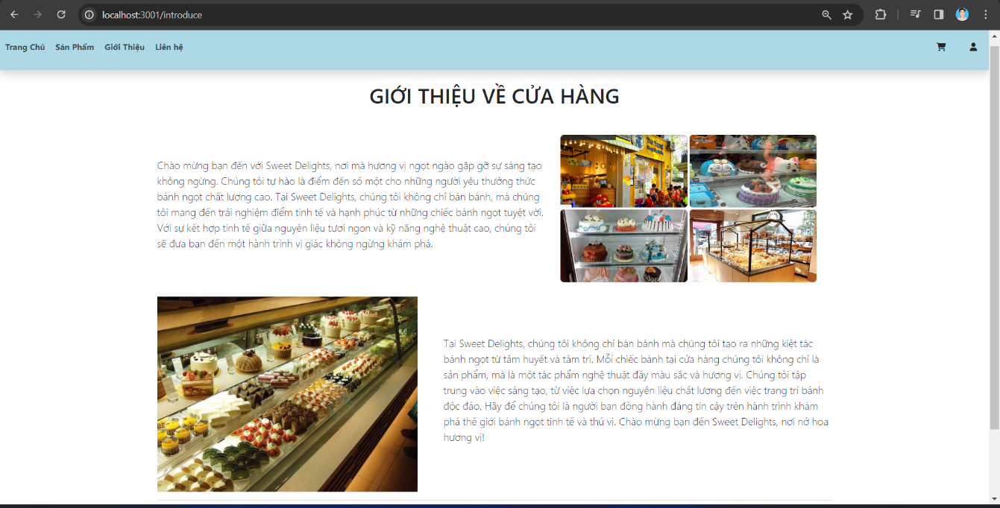 localhost:3001/introduce
Trang Chủ Sản Phẩm Giới Thiệu Liên hệ
GIỚI THIỆU VỀ CỬA HÀNG
Chào mừng bạn đến với Sweet Delights, nơi mà hương vị ngọt ngào gặp gỡ sự sáng tạo
không ngừng. Chúng tôi tự hào là điểm đến số một cho những người yêu thưởng thức
bánh ngọt chất lượng cao. Tại Sweet Delights, chúng tôi không chỉ bán bánh, mà chúng
tôi mang đến trải nghiệm điểm tinh tế và hạnh phúc từ những chiếc bánh ngọt tuyệt vời.
Với sự kết hợp tinh tế giữa nguyên liệu tươi ngon và kỹ năng nghệ thuật cao, chúng tôi
sẽ đưa bạn đến một hành trình vị giác không ngừng khám phá.
Tại Sweet Delights, chúng tôi không chỉ bán bánh mà chúng tôi tạo ra những kiệt tác
bánh ngọt từ tâm huyết và tâm trí. Mỗi chiếc bánh tại cửa hàng chúng tôi không chỉ là
sản phẩm, mà là một tác phẩm nghệ thuật đầy màu sắc và hương vị. Chúng tôi tập
trung vào việc sáng tạo, từ việc lựa chọn nguyên liệu chất lượng đến việc trang trí bánh
độc đáo. Hãy để chúng tôi là người bạn đồng hành đáng tin cậy trên hành trình khám
phá thế giới bánh ngọt tinh tế và thú vị. Chào mừng bạn đến Sweet Delights, nơi nở hoa
hương vị!